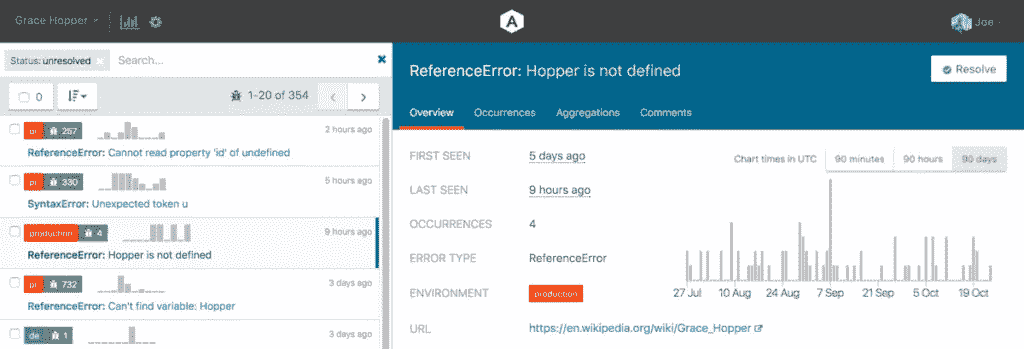 Grace Hopper
A
Joe
Status: unresolved ×
Search...
×
0
1-20 of 354
pr 257
2 hours ago
ReferenceError: Cannot read property 'id' of undefined
pr 330
5 hours ago
SyntaxError: Unexpected token u
production 4
9 hours ago
ReferenceError: Hopper is not defined
pr 732
3 days ago
ReferenceError: Can't find variable: Hopper
de 1
3 days ago
ReferenceError: Hopper is not defined
Resolve
Overview Occurrences Aggregations Comments
FIRST SEEN 5 days ago
Chart times in UTC 90 minutes 90 hours 90 days
LAST SEEN 9 hours ago
OCCURRENCES 4
ERROR TYPE ReferenceError
ENVIRONMENT production
27 Jul 10 Aug 24 Aug 7 Sep 21 Sep 5 Oct 19 Oct
URL https://en.wikipedia.org/wiki/Grace_Hopper